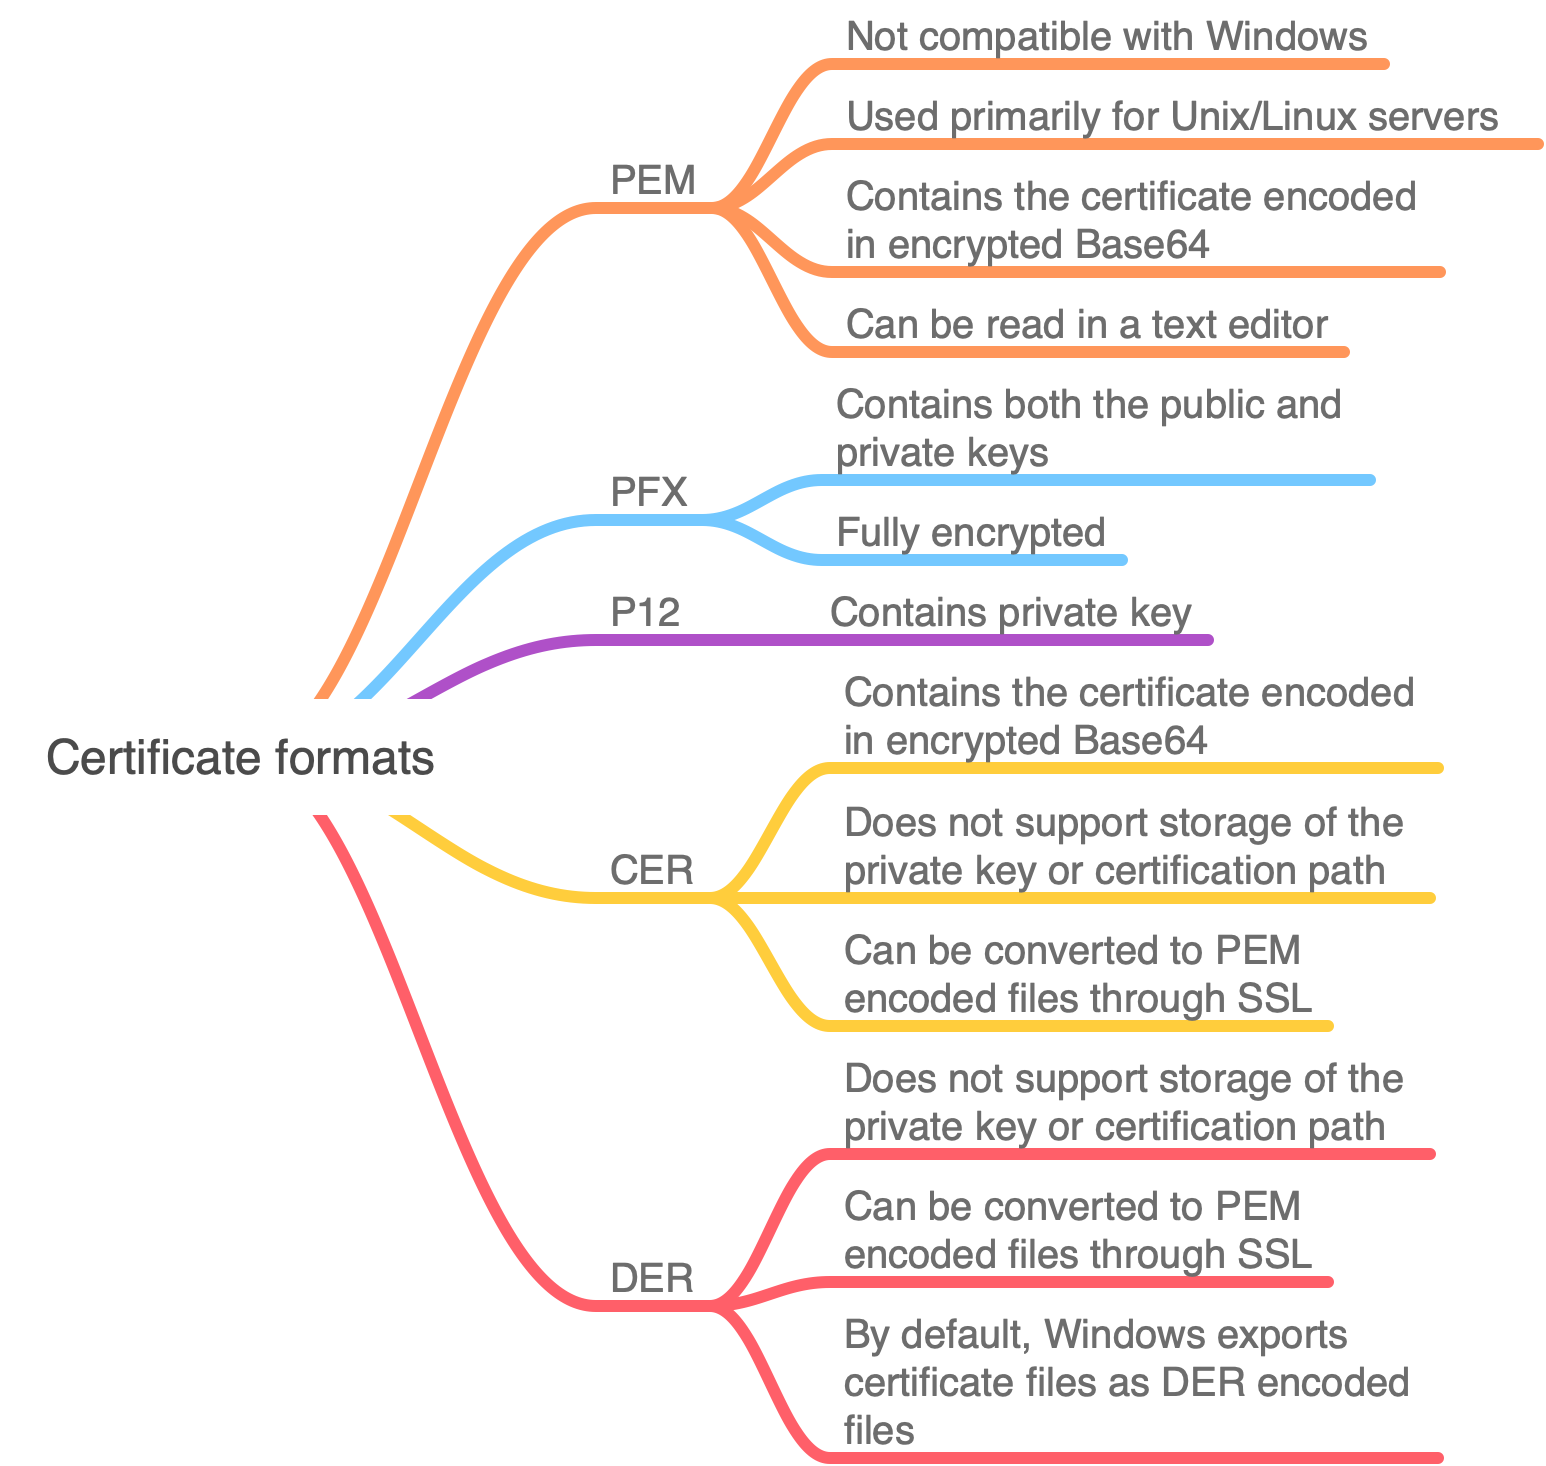 Certificate formats
PEM
Not compatible with Windows
Used primarily for Unix/Linux servers
Contains the certificate encoded
in encrypted Base64
Can be read in a text editor
PFX
Contains both the public and
private keys
Fully encrypted
P12
Contains private key
CER
Contains the certificate encoded
in encrypted Base64
Does not support storage of the
private key or certification path
Can be converted to PEM
encoded files through SSL
DER
Does not support storage of the
private key or certification path
Can be converted to PEM
encoded files through SSL
By default, Windows exports
certificate files as DER encoded
files